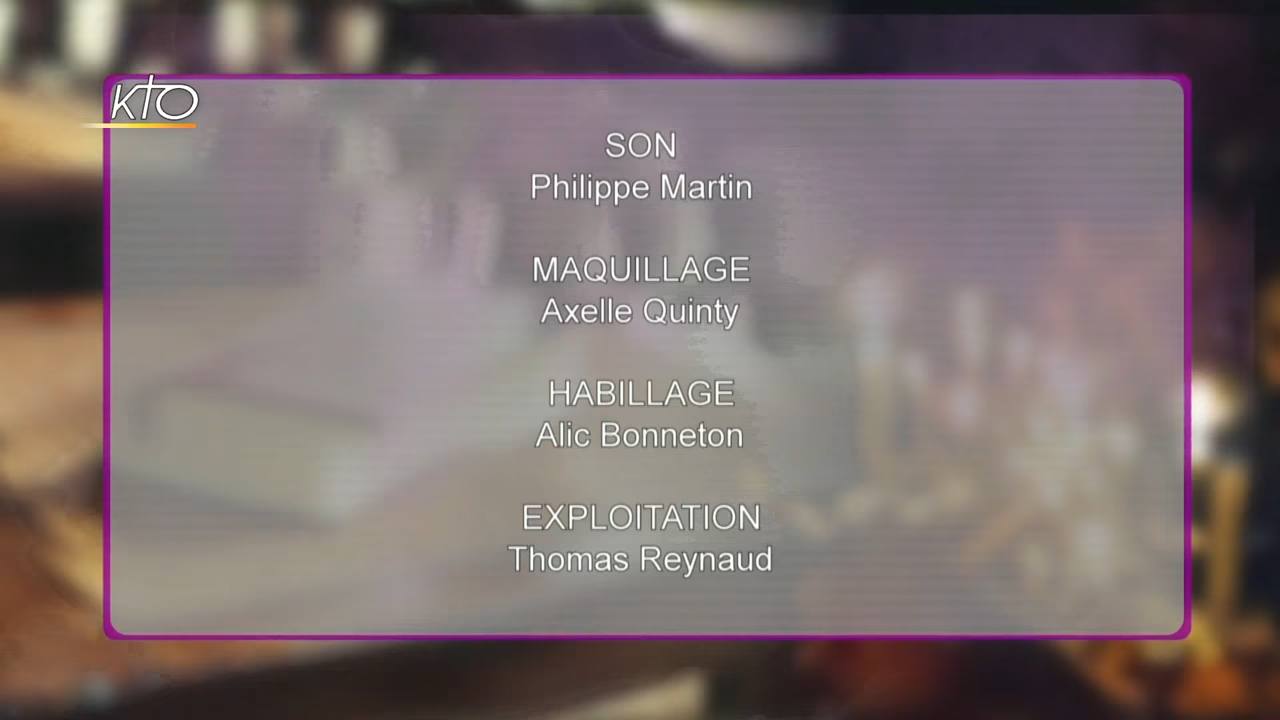 KTO
SON
Philippe Martin
MAQUILLAGE
Axelle Quinty
HABILLAGE
Alic Bonneton
EXPLOITATION
Thomas Reynaud